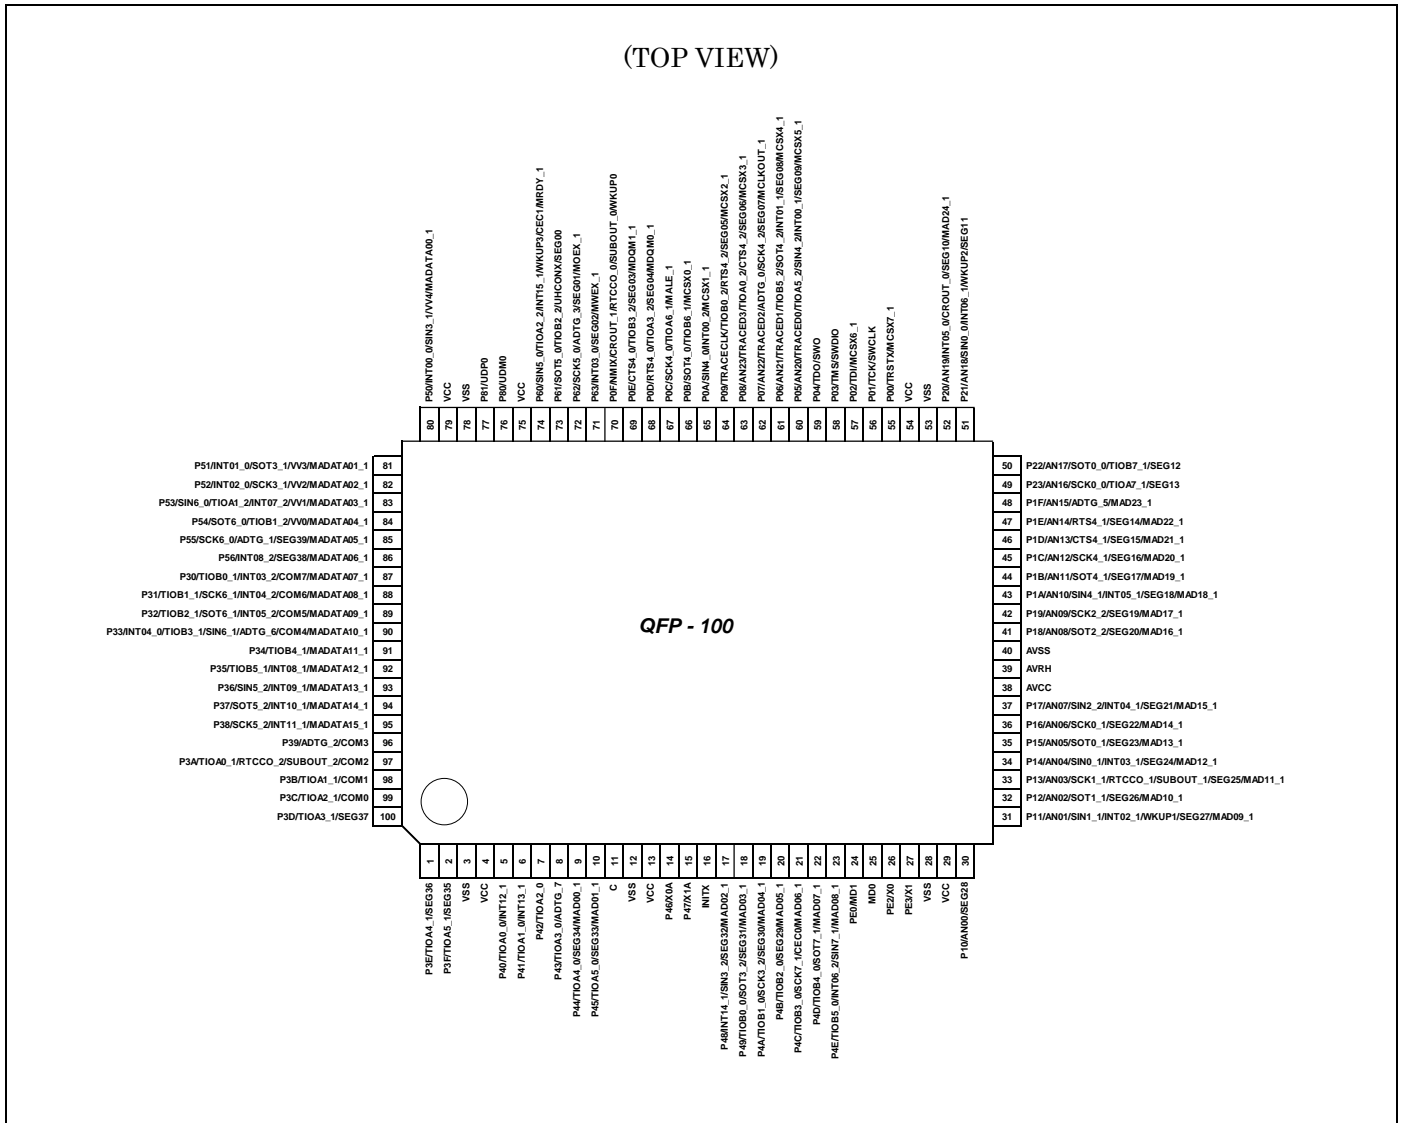 (TOP VIEW)
P50/INT00_0/SIN3_1/VV4/MADATA00_1
VCC
VSS
P81/UDP0
P80/UDM0
VCC
P60/SIN5_0/TIOA2_2/INT15_1/WKUP3/CEC1/MRDY_1
P61/SOT5_0/TIOB2_2/UHCONX/SEG00
P62/SCK5_0/ADTG_3/SEG01/MOEX_1
P63/INT03_0/SEG02/MWEX_1
P0F/NMIX/CROUT_1/RTCCO_0/SUBOUT_0/WKUP0
P0E/CTS4_0/TIOB3_2/SEG03/MDQM1_1
P0D/RTS4_0/TIOA3_2/SEG04/MDQM0_1
P0C/SCK4_0/TIOA6_1/MALE_1
P0B/SOT4_0/TIOB6_1/MCSX0_1
P0A/SIN4_0/INT00_2/MCSX1_1
P09/TRACECLK/TIOB0_2/RTS4_2/SEG05/MCSX2_1
P08/AN23/TRACED3/TIOA0_2/CTS4_2/SEG06/MCSX3_1
P07/AN22/TRACED2/ADTG_0/SCK4_2/SEG07/MCLKOUT_1
P06/AN21/TRACED1/TIOB5_2/SOT4_2/INT01_1/SEG08/MCSX4_1
P05/AN20/TRACED0/TIOA5_2/SIN4_2/INT00_1/SEG09/MCSX5_1
P04/TDO/SWO
P03/TMS/SWDIO
P02/TDI/MCSX6_1
P01/TCK/SWCLK
P00/TRSTX/MCSX7_1
VCC
VSS
P20/AN19/INT05_0/CROUT_0/SEG10/MAD24_1
P21/AN18/SIN0_0/INT06_1/WKUP2/SEG11
80 79 78 77 76 75 74 73 72 71 70 69 68 67 66 65 64 63 62 61 60 59 58 57 56 55 54 53 52 51
P51/INT01_0/SOT3_1/VV3/MADATA01_1 81
P52/INT02_0/SCK3_1/VV2/MADATA02_1 82
P53/SIN6_0/TIOA1_2/INT07_2/VV1/MADATA03_1 83
P54/SOT6_0/TIOB1_2/VV0/MADATA04_1 84
P55/SCK6_0/ADTG_1/SEG39/MADATA05_1 85
P56/INT08_2/SEG38/MADATA06_1 86
P30/TIOB0_1/INT03_2/COM7/MADATA07_1 87
P31/TIOB1_1/SCK6_1/INT04_2/COM6/MADATA08_1 88
P32/TIOB2_1/SOT6_1/INT05_2/COM5/MADATA09_1 89
P33/INT04_0/TIOB3_1/SIN6_1/ADTG_6/COM4/MADATA10_1 90
P34/TIOB4_1/MADATA11_1 91
P35/TIOB5_1/INT08_1/MADATA12_1 92
P36/SIN5_2/INT09_1/MADATA13_1 93
P37/SOT5_2/INT10_1/MADATA14_1 94
P38/SCK5_2/INT11_1/MADATA15_1 95
P39/ADTG_2/COM3 96
P3A/TIOA0_1/RTCCO_2/SUBOUT_2/COM2 97
P3B/TIOA1_1/COM1 98
P3C/TIOA2_1/COM0 99
P3D/TIOA3_1/SEG37 100
QFP - 100
50 P22/AN17/SOT0_0/TIOB7_1/SEG12
49 P23/AN16/SCK0_0/TIOA7_1/SEG13
48 P1F/AN15/ADTG_5/MAD23_1
47 P1E/AN14/RTS4_1/SEG14/MAD22_1
46 P1D/AN13/CTS4_1/SEG15/MAD21_1
45 P1C/AN12/SCK4_1/SEG16/MAD20_1
44 P1B/AN11/SOT4_1/SEG17/MAD19_1
43 P1A/AN10/SIN4_1/INT05_1/SEG18/MAD18_1
42 P19/AN09/SCK2_2/SEG19/MAD17_1
41 P18/AN08/SOT2_2/SEG20/MAD16_1
40 AVSS
39 AVRH
38 AVCC
37 P17/AN07/SIN2_2/INT04_1/SEG21/MAD15_1
36 P16/AN06/SCK0_1/SEG22/MAD14_1
35 P15/AN05/SOT0_1/SEG23/MAD13_1
34 P14/AN04/SIN0_1/INT03_1/SEG24/MAD12_1
33 P13/AN03/SCK1_1/RTCCO_1/SUBOUT_1/SEG25/MAD11_1
32 P12/AN02/SOT1_1/SEG26/MAD10_1
31 P11/AN01/SIN1_1/INT02_1/WKUP1/SEG27/MAD09_1
1 2 3 4 5 6 7 8 9 10 11 12 13 14 15 16 17 18 19 20 21 22 23 24 25 26 27 28 29 30
P3E/TIOA4_1/SEG36
P3F/TIOA5_1/SEG35
VSS
VCC
P40/TIOA0_0/INT12_1
P41/TIOA1_0/INT13_1
P42/TIOA2_0
P43/TIOA3_0/ADTG_7
P44/TIOA4_0/SEG34/MAD00_1
P45/TIOA5_0/SEG33/MAD01_1
C
VSS
VCC
P46/X0A
P47/X1A
INITX
P48/INT14_1/SIN3_2/SEG32/MAD02_1
P49/TIOB0_0/SOT3_2/SEG31/MAD03_1
P4A/TIOB1_0/SCK3_2/SEG30/MAD04_1
P4B/TIOB2_0/SEG29/MAD05_1
P4C/TIOB3_0/SCK7_1/CEC0/MAD06_1
P4D/TIOB4_0/SOT7_1/MAD07_1
P4E/TIOB5_0/INT06_2/SIN7_1/MAD08_1
PE0/MD1
MD0
PE2/X0
PE3/X1
VSS
VCC
P10/AN00/SEG28